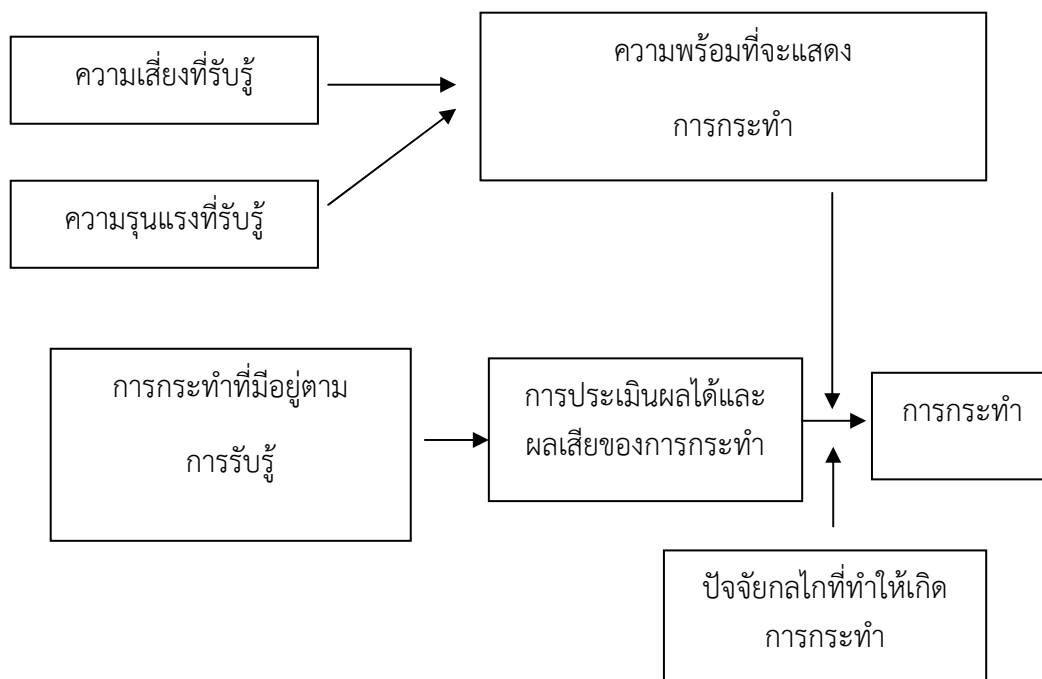 ความเสี่ยงที่รับรู้
ความพร้อมที่จะแสดง
การกระทำ
ความรุนแรงที่รับรู้
การกระทำที่มีอยู่ตาม
การรับรู้
การประเมินผลได้และ
ผลเสียของการกระทำ
การกระทำ
ปัจจัยกลไกที่ทำให้เกิด
การกระทำ